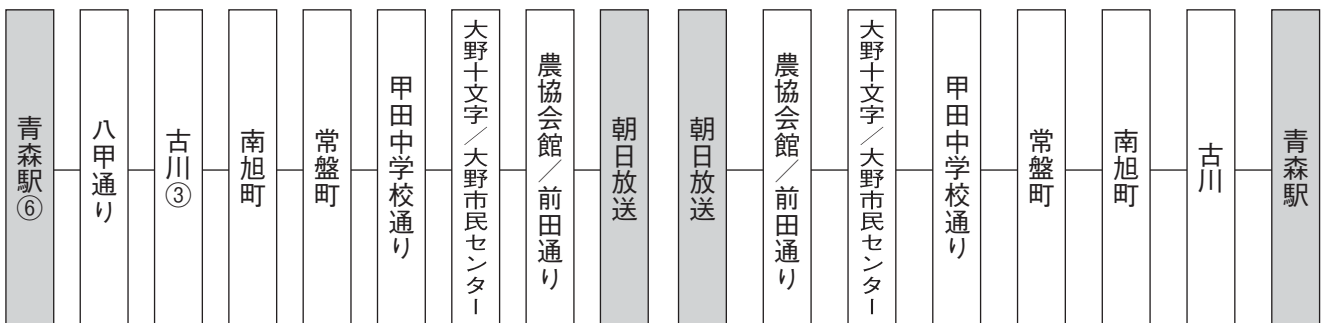 青森駅⑥
八甲通り
古川③
南旭町
常盤町
甲田中学校通り
大野十文字／大野市民センター
農協会館／前田通り
朝日放送
朝日放送
農協会館／前田通り
大野十文字／大野市民センター
甲田中学校通り
常盤町
南旭町
古川
青森駅